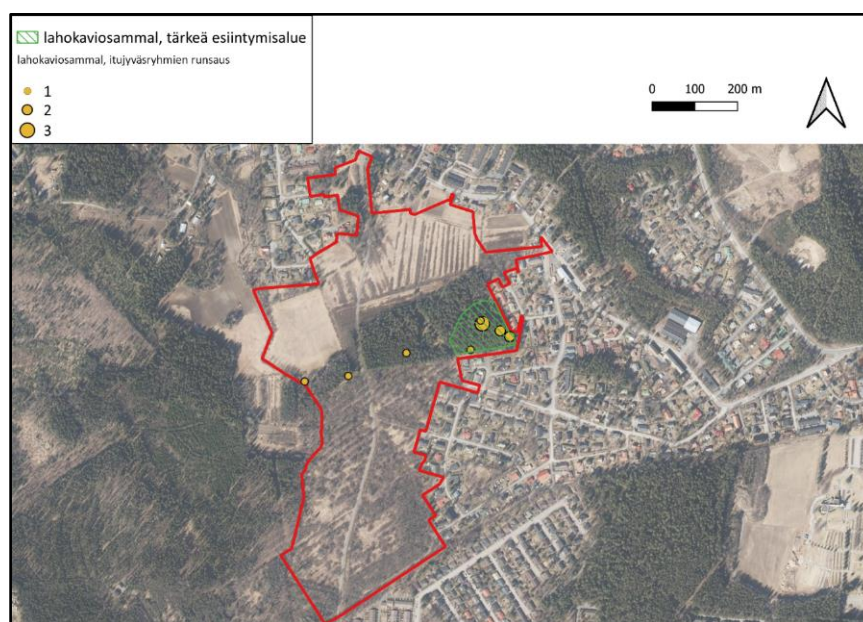 lahokaviosammal, tärkeä esiintymisalue
lahokaviosammal, itujyväsryhmien runsaus
1
2
3
0 100 200 m